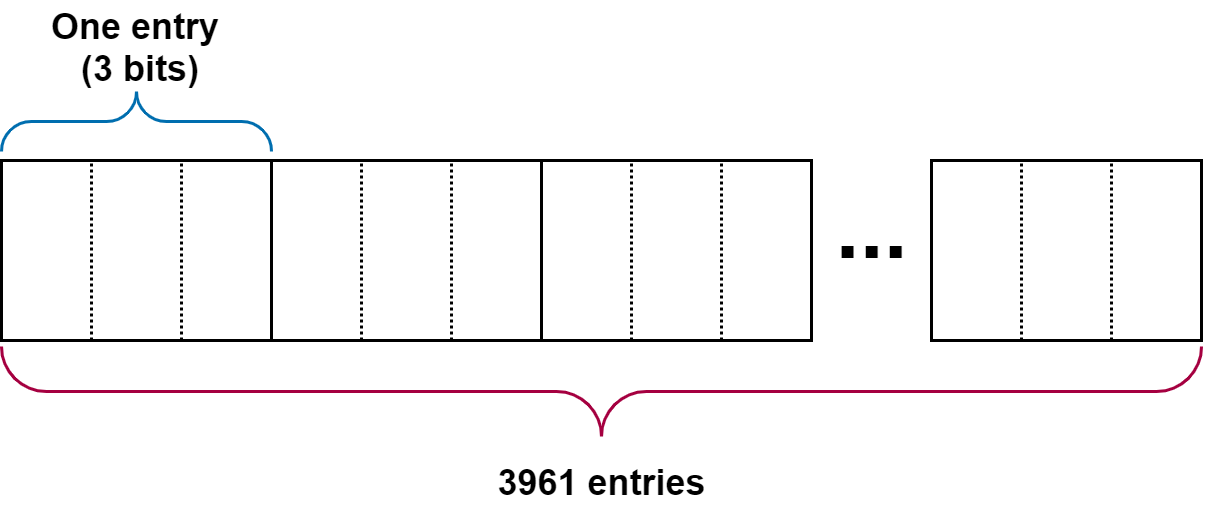 One entry
(3 bits)
3961 entries